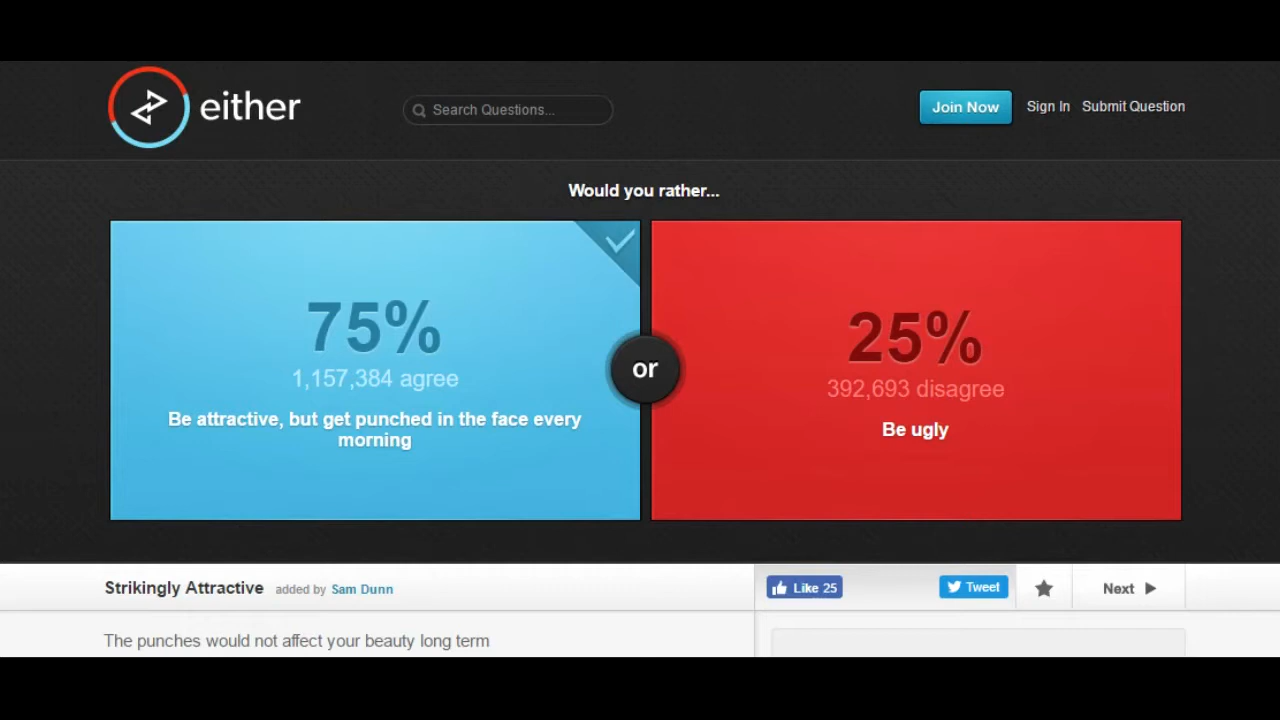 either
Search Questions...
Join Now
Sign In
Submit Question
Would you rather...
75%
1,157,384 agree
Be attractive, but get punched in the face every
morning
or
25%
392,693 disagree
Be ugly
Strikingly Attractive added by Sam Dunn
Like 25
Tweet
Next
The punches would not affect your beauty long term